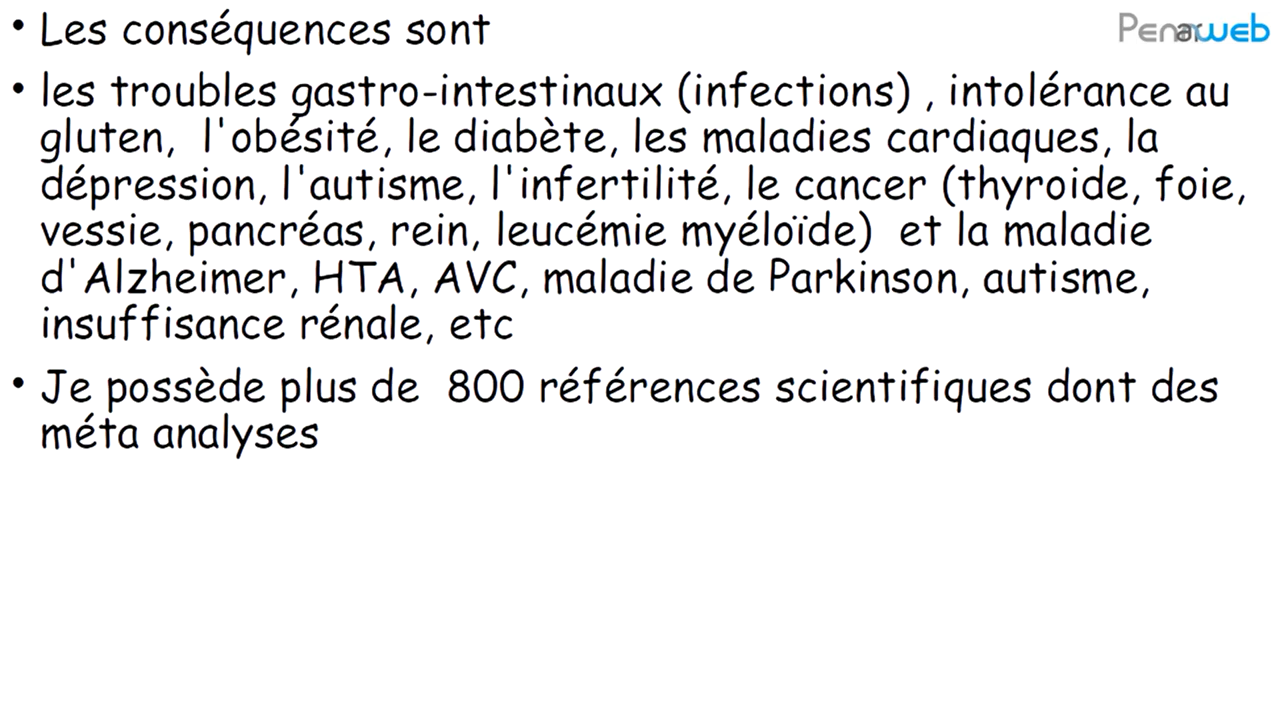 • Les conséquences sont
Penarweb
• les troubles gastro-intestinaux (infections) , intolérance au
gluten, l'obésité, le diabète, les maladies cardiaques, la
dépression, l'autisme, l'infertilité, le cancer (thyroide, foie,
vessie, pancréas, rein, leucémie myéloïde) et la maladie
d'Alzheimer, HTA, AVC, maladie de Parkinson, autisme,
insuffisance rénale, etc
• Je possède plus de 800 références scientifiques dont des
méta analyses